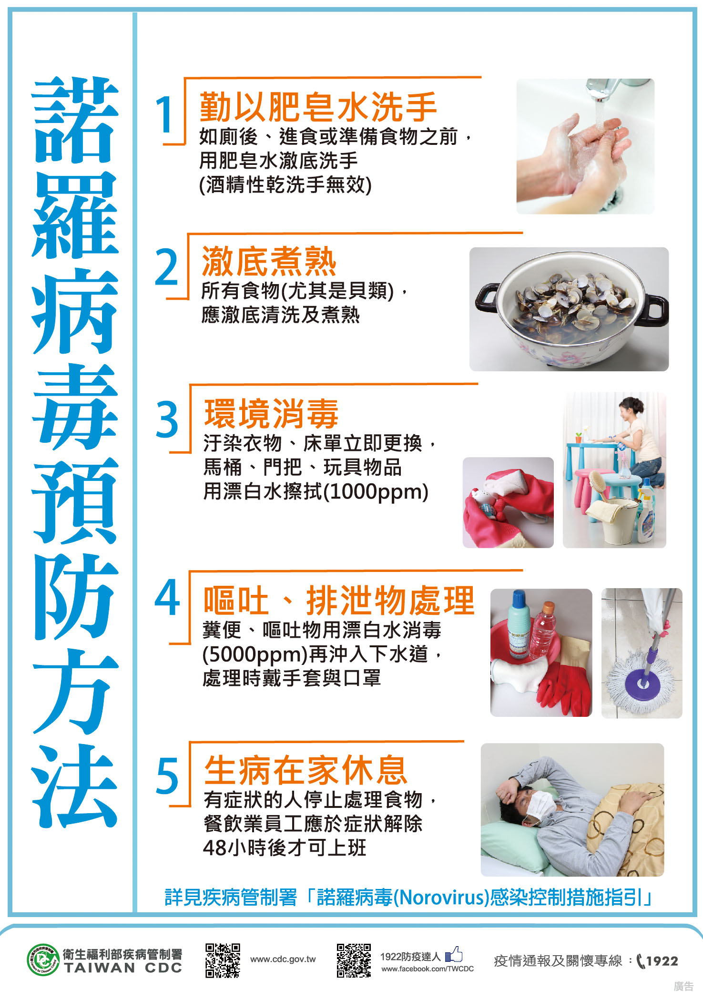 諾羅病毒預防方法
1
勤以肥皂水洗手
如廁後、進食或準備食物之前，
用肥皂水澈底洗手
(酒精性乾洗手無效)
2
澈底煮熟
所有食物(尤其是貝類)，
應澈底清洗及煮熟
3
環境消毒
汙染衣物、床單立即更換，
馬桶、門把、玩具物品
用漂白水擦拭(1000ppm)
4
嘔吐、排泄物處理
糞便、嘔吐物用漂白水消毒
(5000ppm)再沖入下水道，
處理時戴手套與口罩
5
生病在家休息
有症狀的人停止處理食物，
餐飲業員工應於症狀解除
48小時後才可上班
詳見疾病管制署「諾羅病毒(Norovirus)感染控制措施指引」
衛生福利部疾病管制署
TAIWAN CDC
www.cdc.gov.tw
1922防疫達人
www.facebook.com/TWCDC
疫情通報及關懷專線：1922
廣告